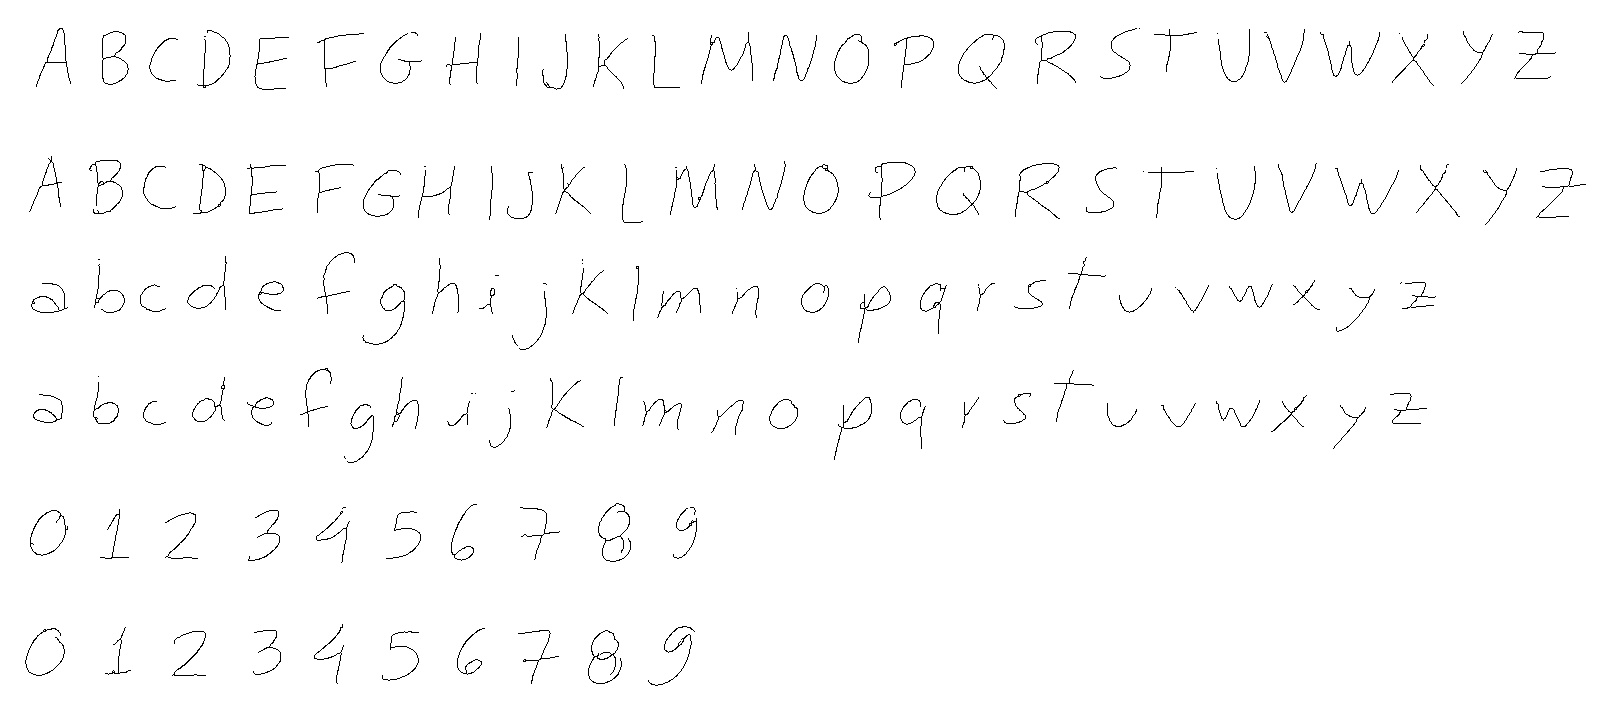 A B C D E F G H I J K L M N O P Q R S T U V W X Y Z
A B C D E F G H I J K L M N O P Q R S T U V W X Y Z
a b c d e f g h i j k l m n o p q r s t u v w x y z
a b c d e f g h i j k l m n o p q r s t u v w x y z
0 1 2 3 4 5 6 7 8 9
0 1 2 3 4 5 6 7 8 9